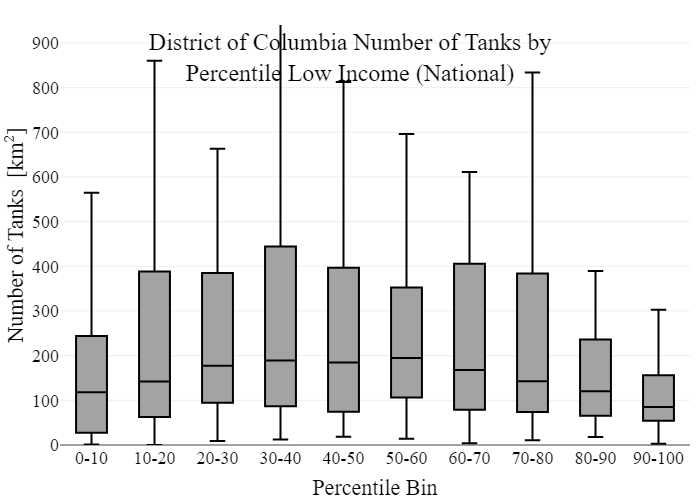 District of Columbia Number of Tanks by
Percentile Low Income (National)
Number of Tanks [km²]
900
800
700
600
500
400
300
200
100
0
0-10 10-20 20-30 30-40 40-50 50-60 60-70 70-80 80-90 90-100
Percentile Bin